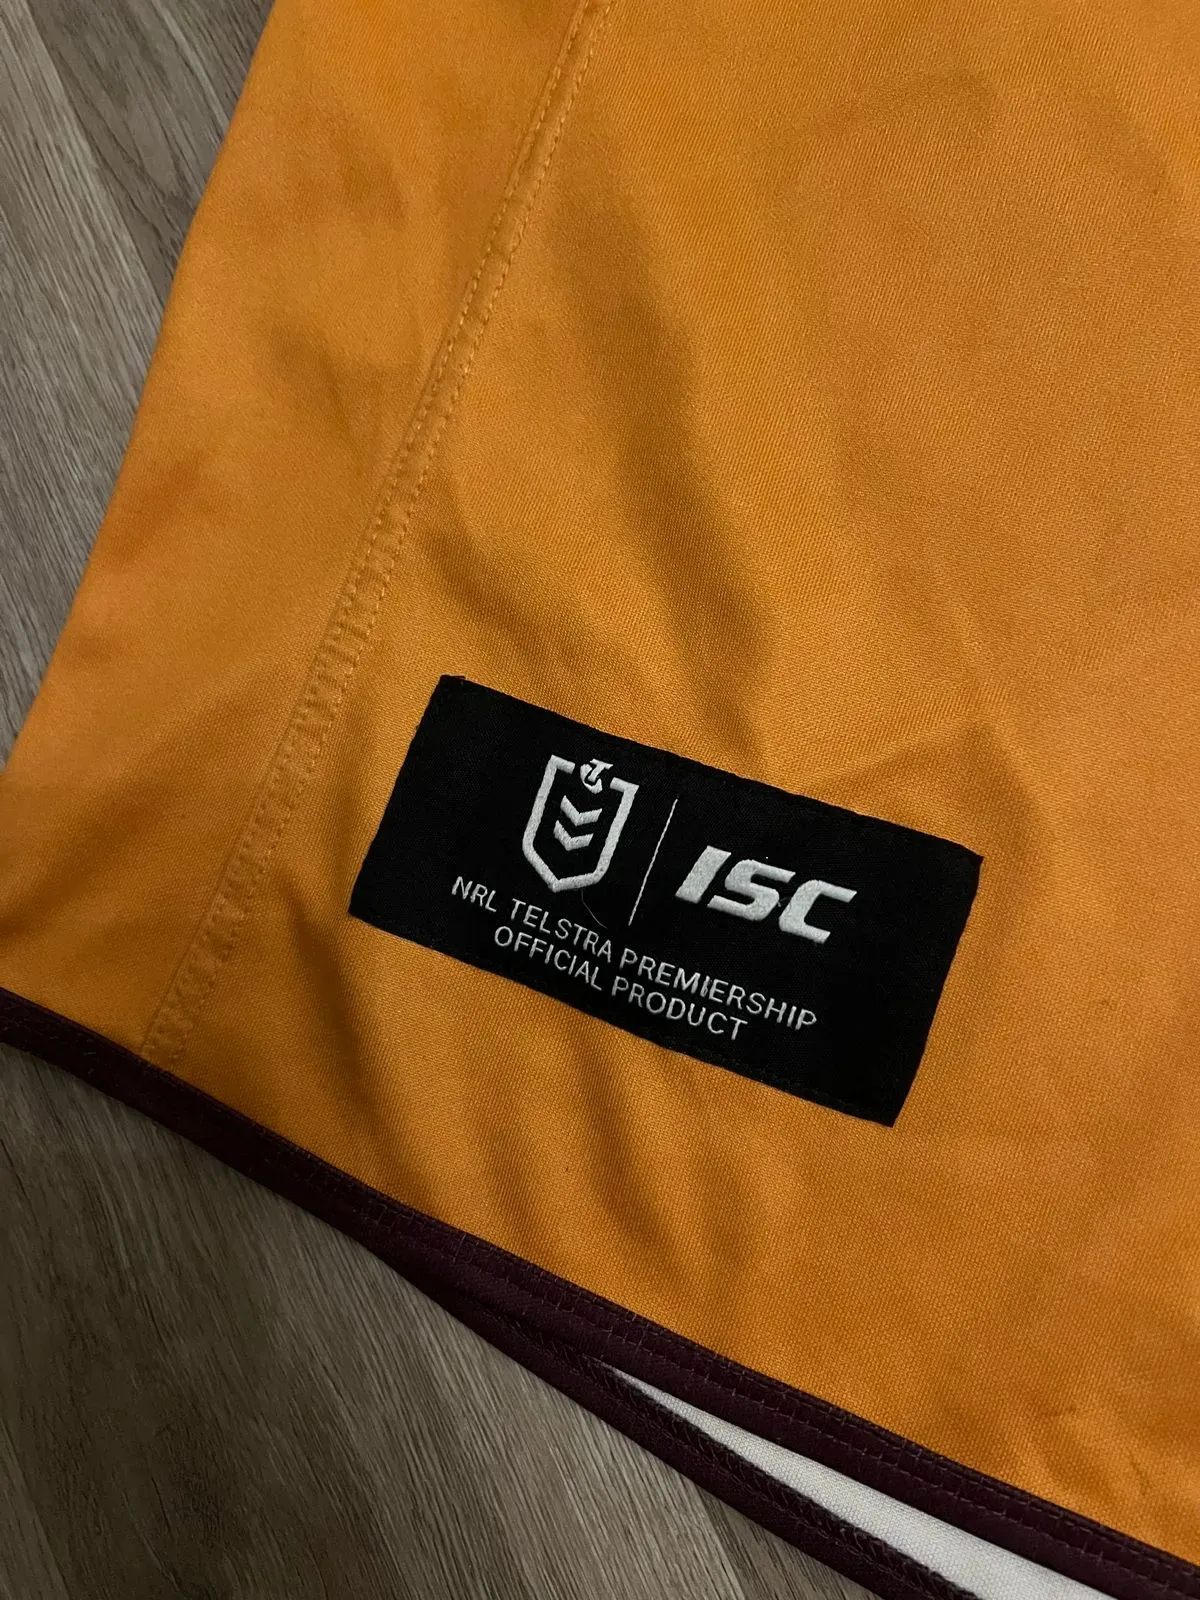 ISC
NRL TELSTRA PREMIERSHIP
OFFICIAL PRODUCT